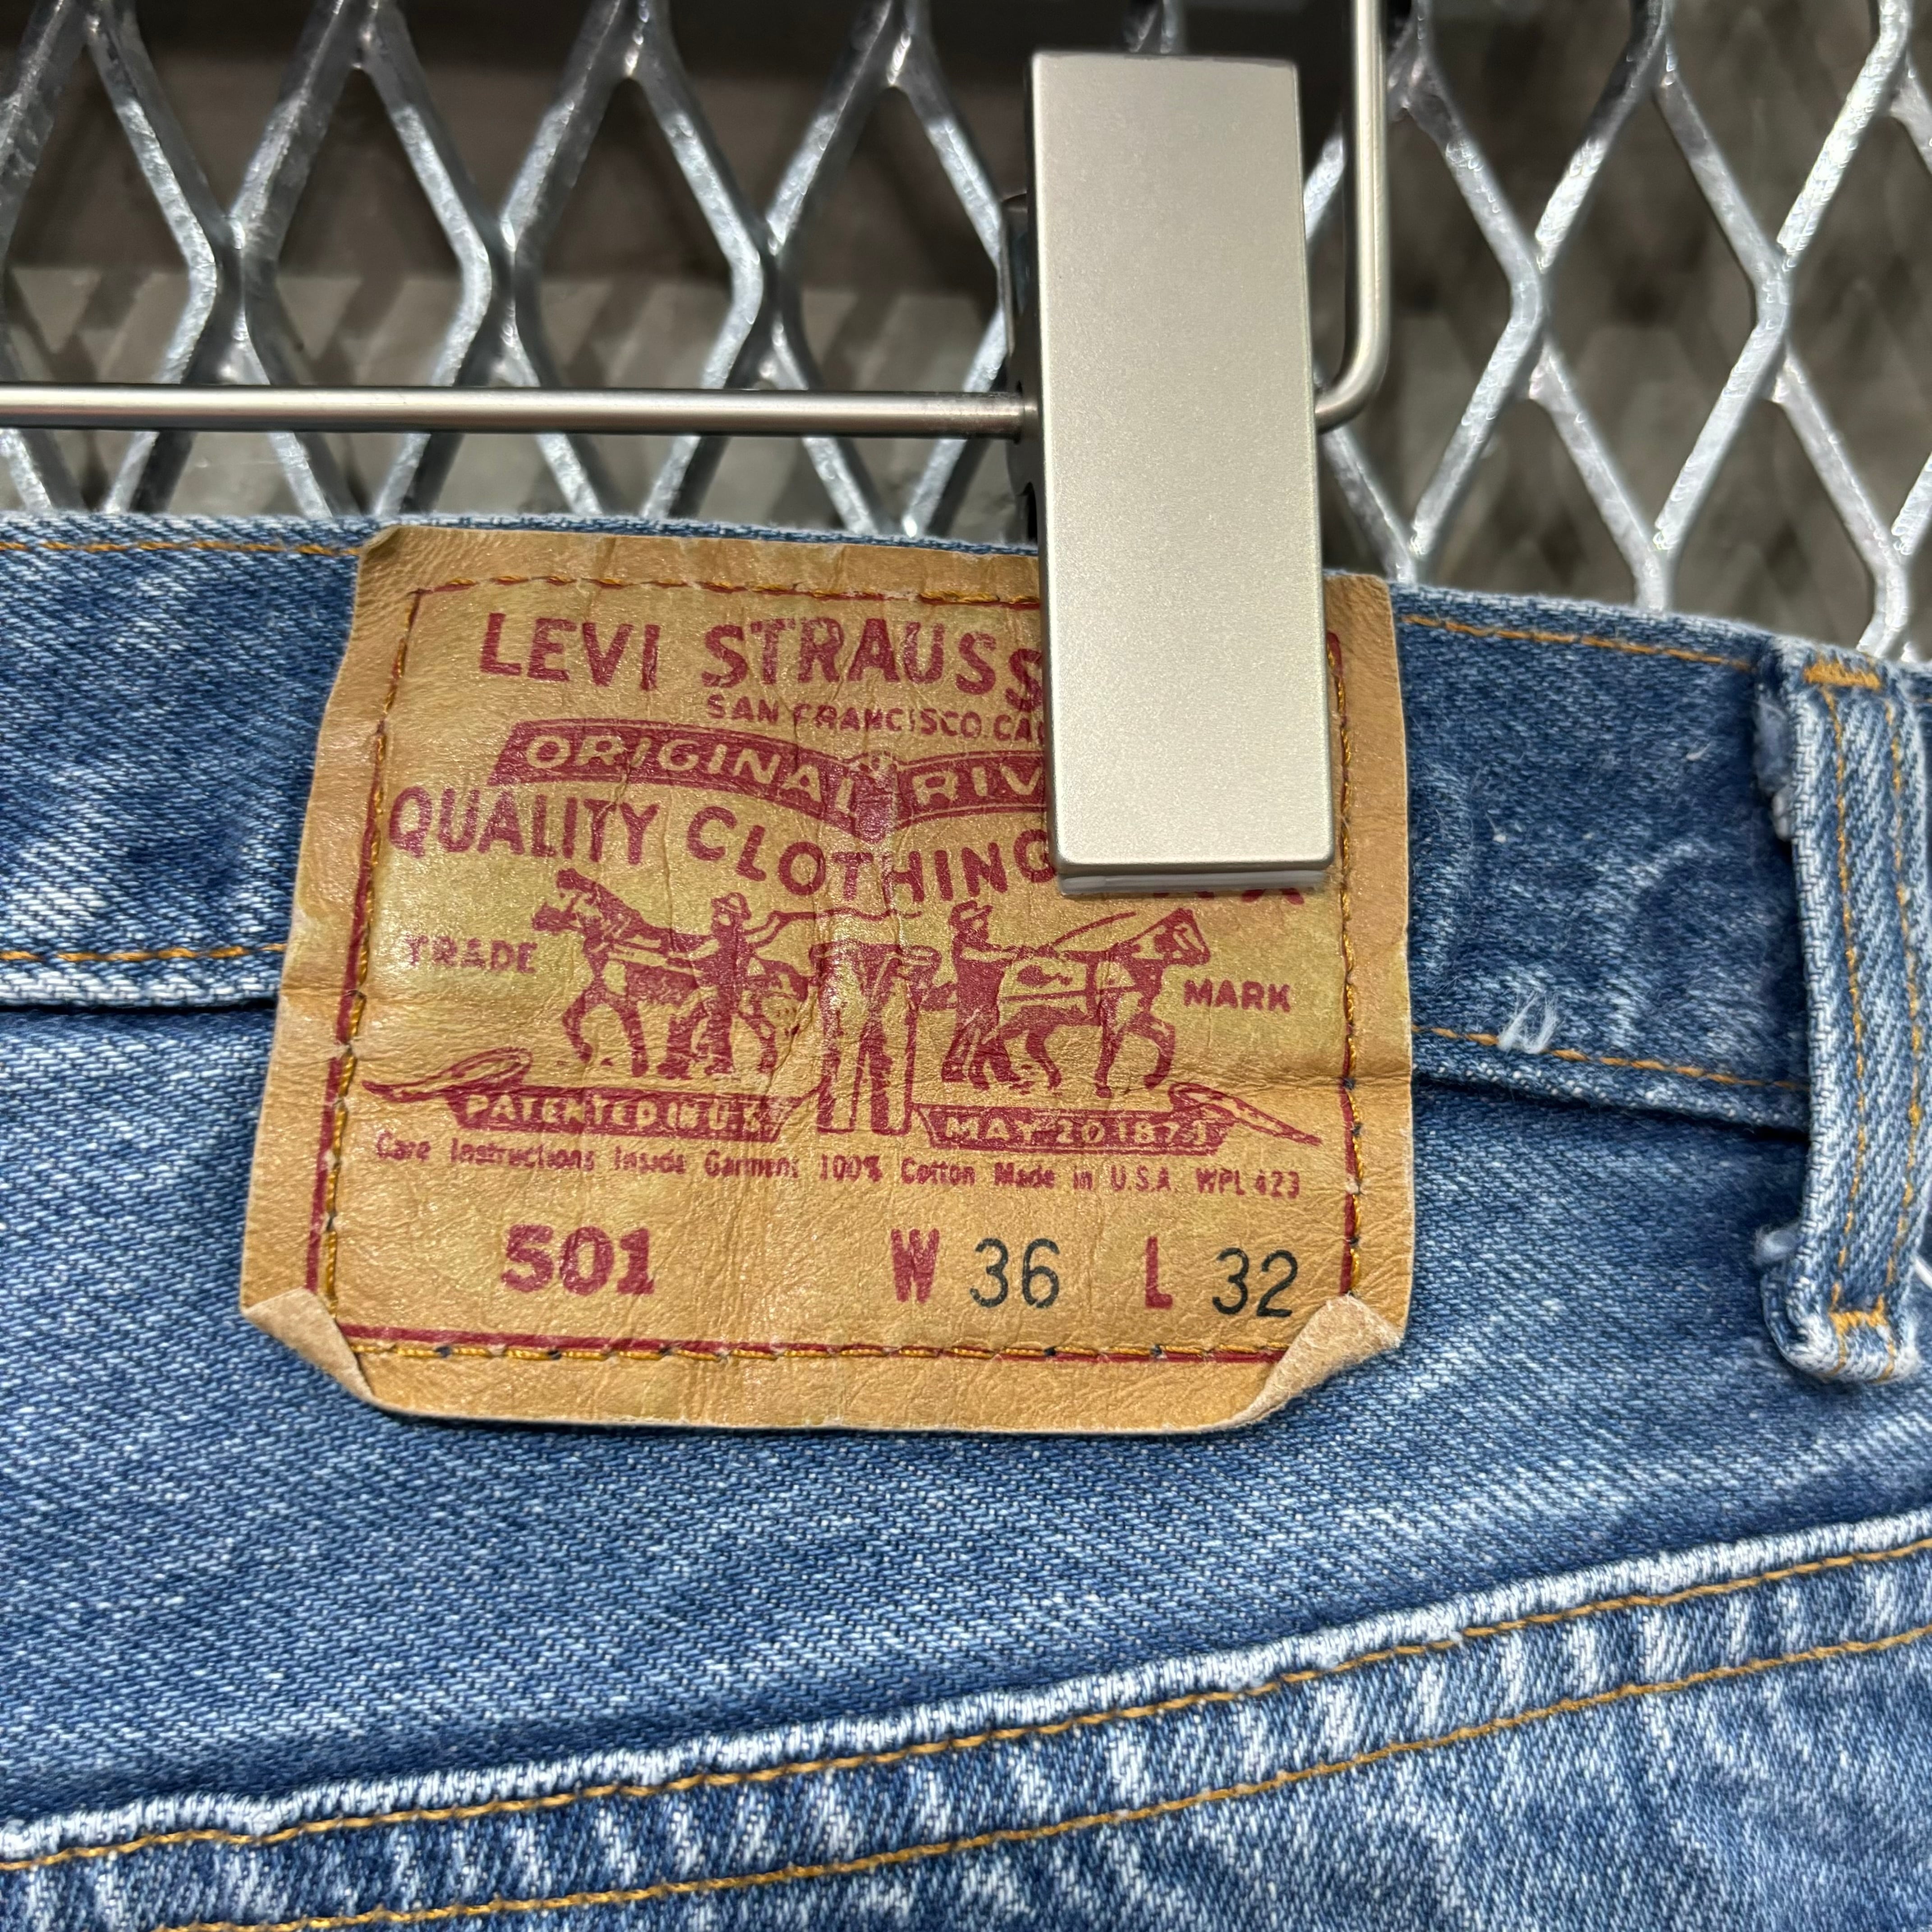 LEVI STRAUSS
SAN FRANCISCO, CAL
ORIGINAL RIV
QUALITY CLOTHING
TRADE MARK
PATENTED IN U.S. MAY 20 1873
Care Instructions Inside Garment 100% Cotton Made in U.S.A. WPL 423
501 W 36 L 32